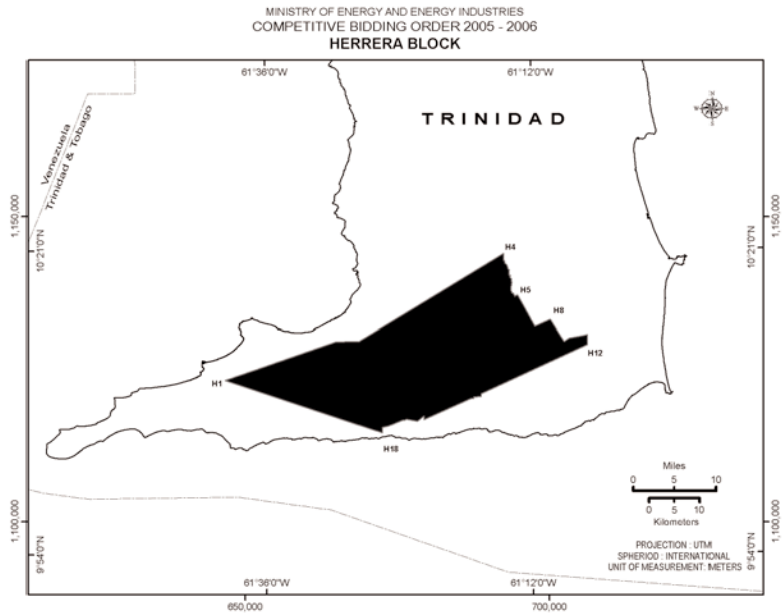 MINISTRY OF ENERGY AND ENERGY INDUSTRIES
COMPETITIVE BIDDING ORDER 2005 - 2006
HERRERA BLOCK
61°36'0"W
61°12'0"W
TRINIDAD
N
W
E
S
Venezuela
Trinidad & Tobago
1,150,000
1,150,000
10°21'0"N
10°21'0"N
H4
H5
H8
H12
H1
H18
Miles
0 5 10
0 5 10
Kilometers
1,100,000
1,100,000
9°54'0"N
9°54'0"N
PROJECTION : UTM
SPHERIOD : INTERNATIONAL
UNIT OF MEASUREMENT: METERS
61°36'0"W
61°12'0"W
650,000
700,000